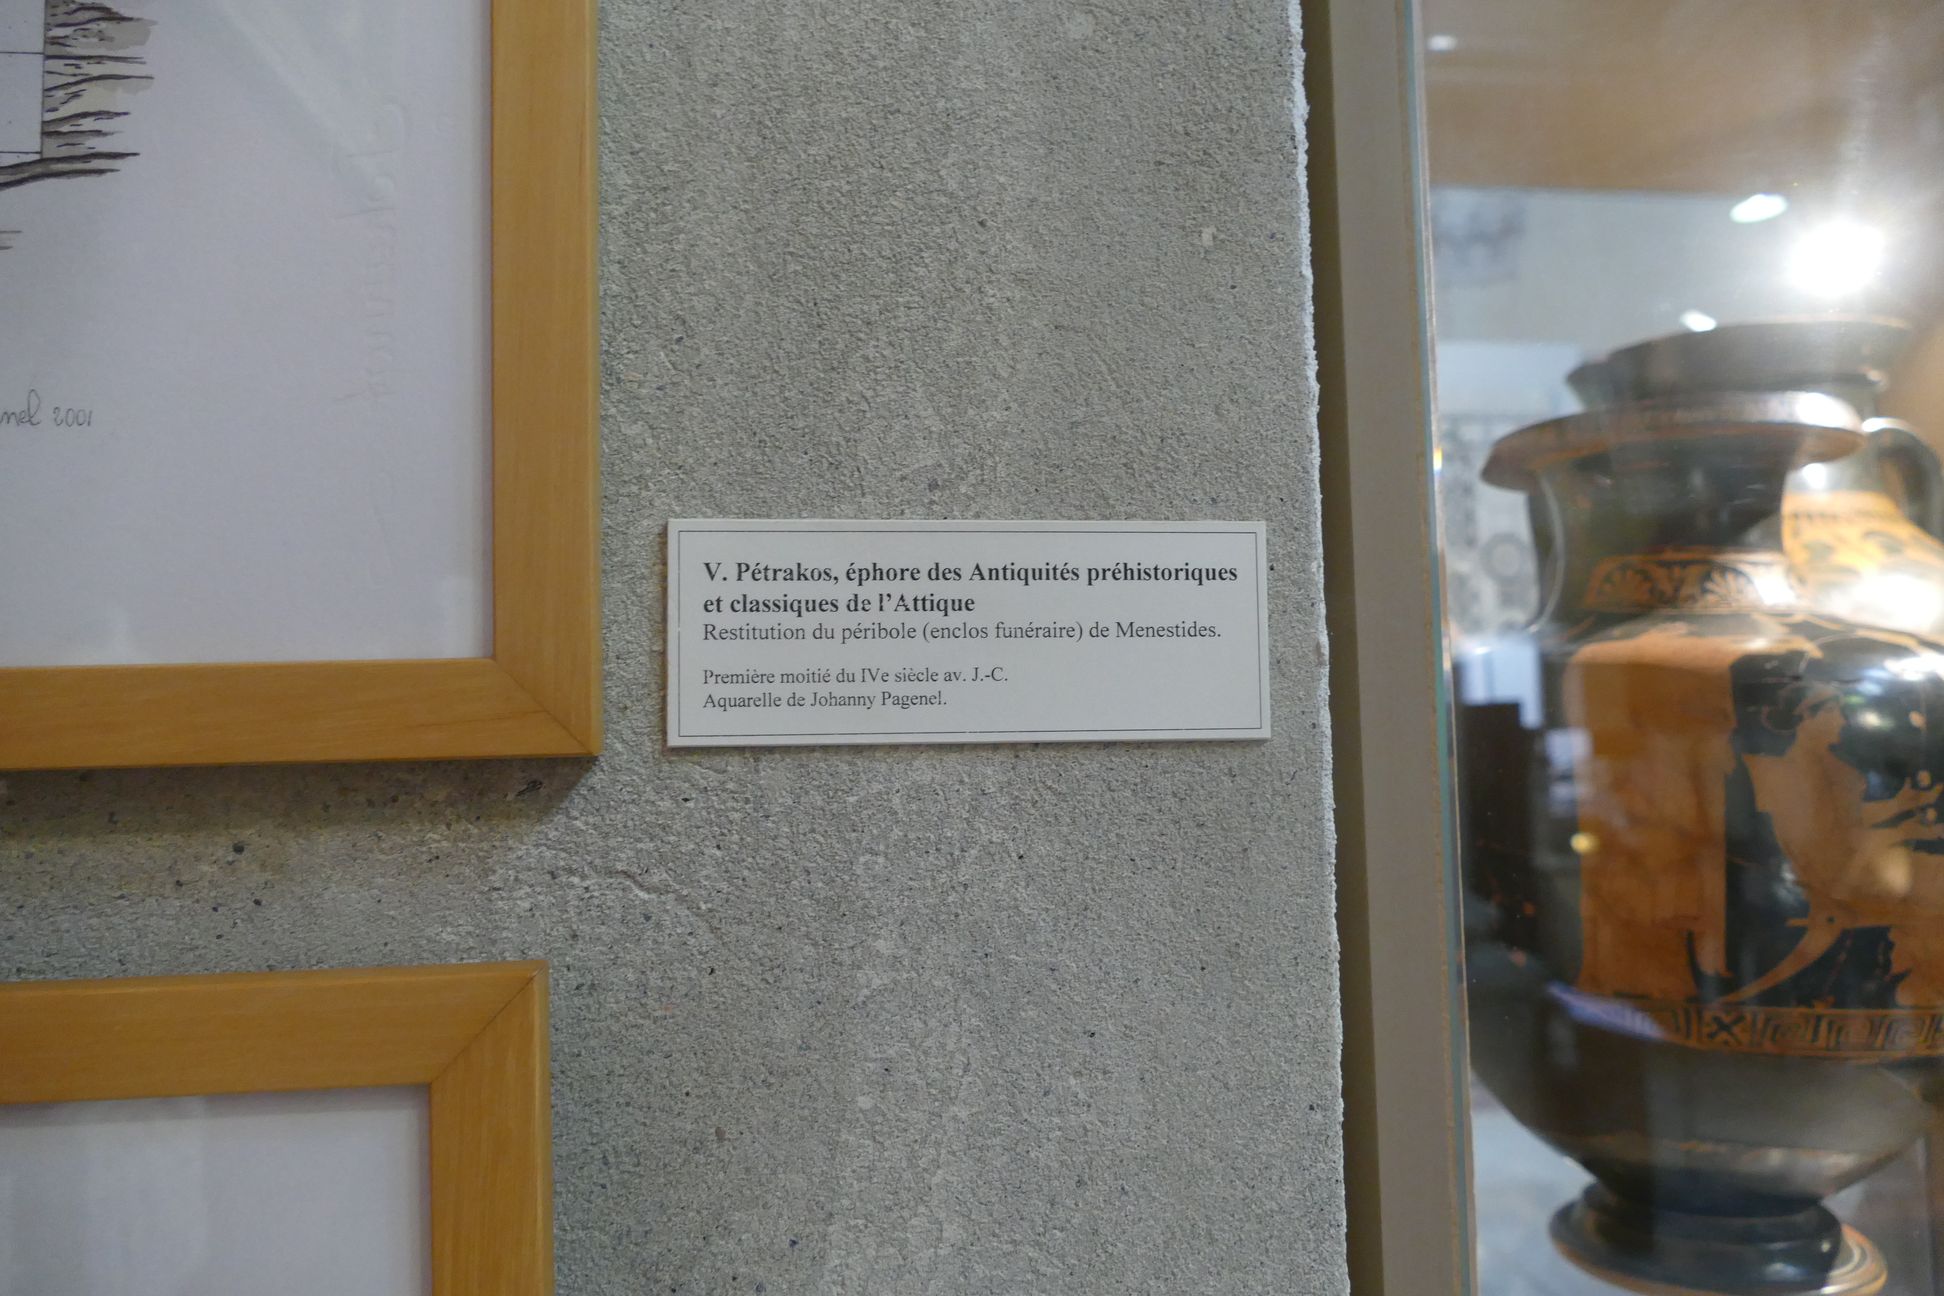 2001
V. Pétrakos, éphore des Antiquités préhistoriques
et classiques de l'Attique
Restitution du péribole (enclos funéraire) de Menestides.
Première moitié du IVe siècle av. J.-C.
Aquarelle de Johanny Pagenel.